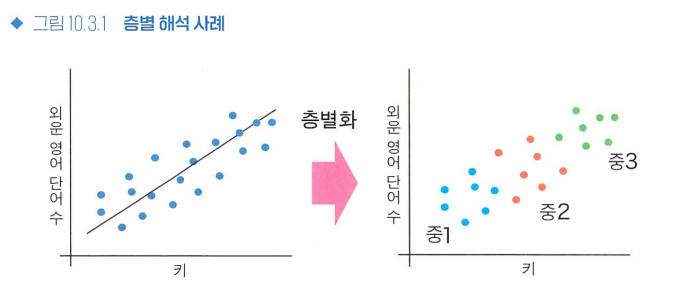 ◆ 그림 10.3.1 층별 해석 사례
외운 영어 단어 수
키
층별화
외운 영어 단어 수
중1
중2
중3
키